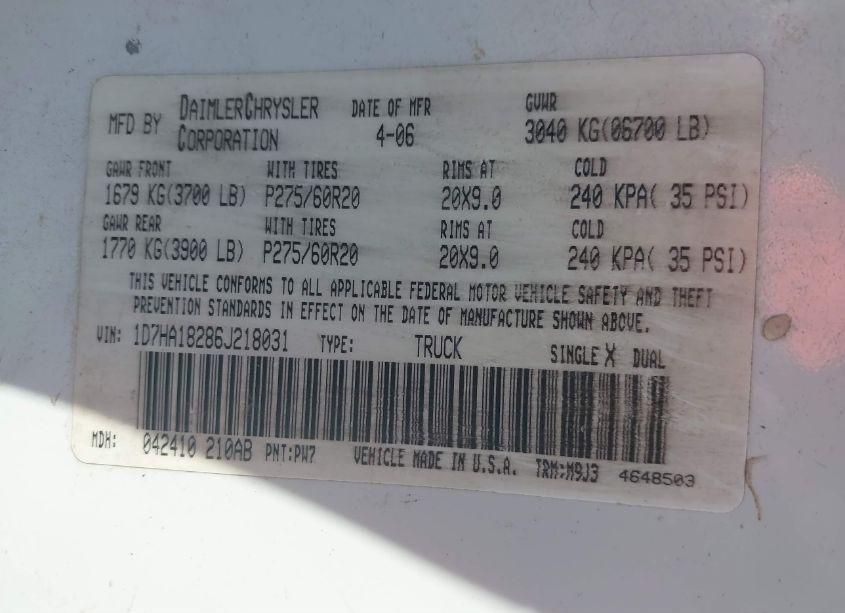 MFD BY DAIMLERCHRYSLER CORPORATION DATE OF MFR 4-06 GVWR 3040 KG(06700 LB)
GAWR FRONT WITH TIRES RIMS AT COLD
1679 KG(3700 LB) P275/60R20 20X9.0 240 KPA( 35 PSI)
GAWR REAR WITH TIRES RIMS AT COLD
1770 KG(3900 LB) P275/60R20 20X9.0 240 KPA( 35 PSI)
THIS VEHICLE CONFORMS TO ALL APPLICABLE FEDERAL MOTOR VEHICLE SAFETY AND THEFT
PREVENTION STANDARDS IN EFFECT ON THE DATE OF MANUFACTURE SHOWN ABOVE.
VIN: 1D7HA18286J218031 TYPE: TRUCK SINGLE X DUAL
MDH: 042410 210AB PNT:PW7 VEHICLE MADE IN U.S.A. TRM:M9J3 4648503